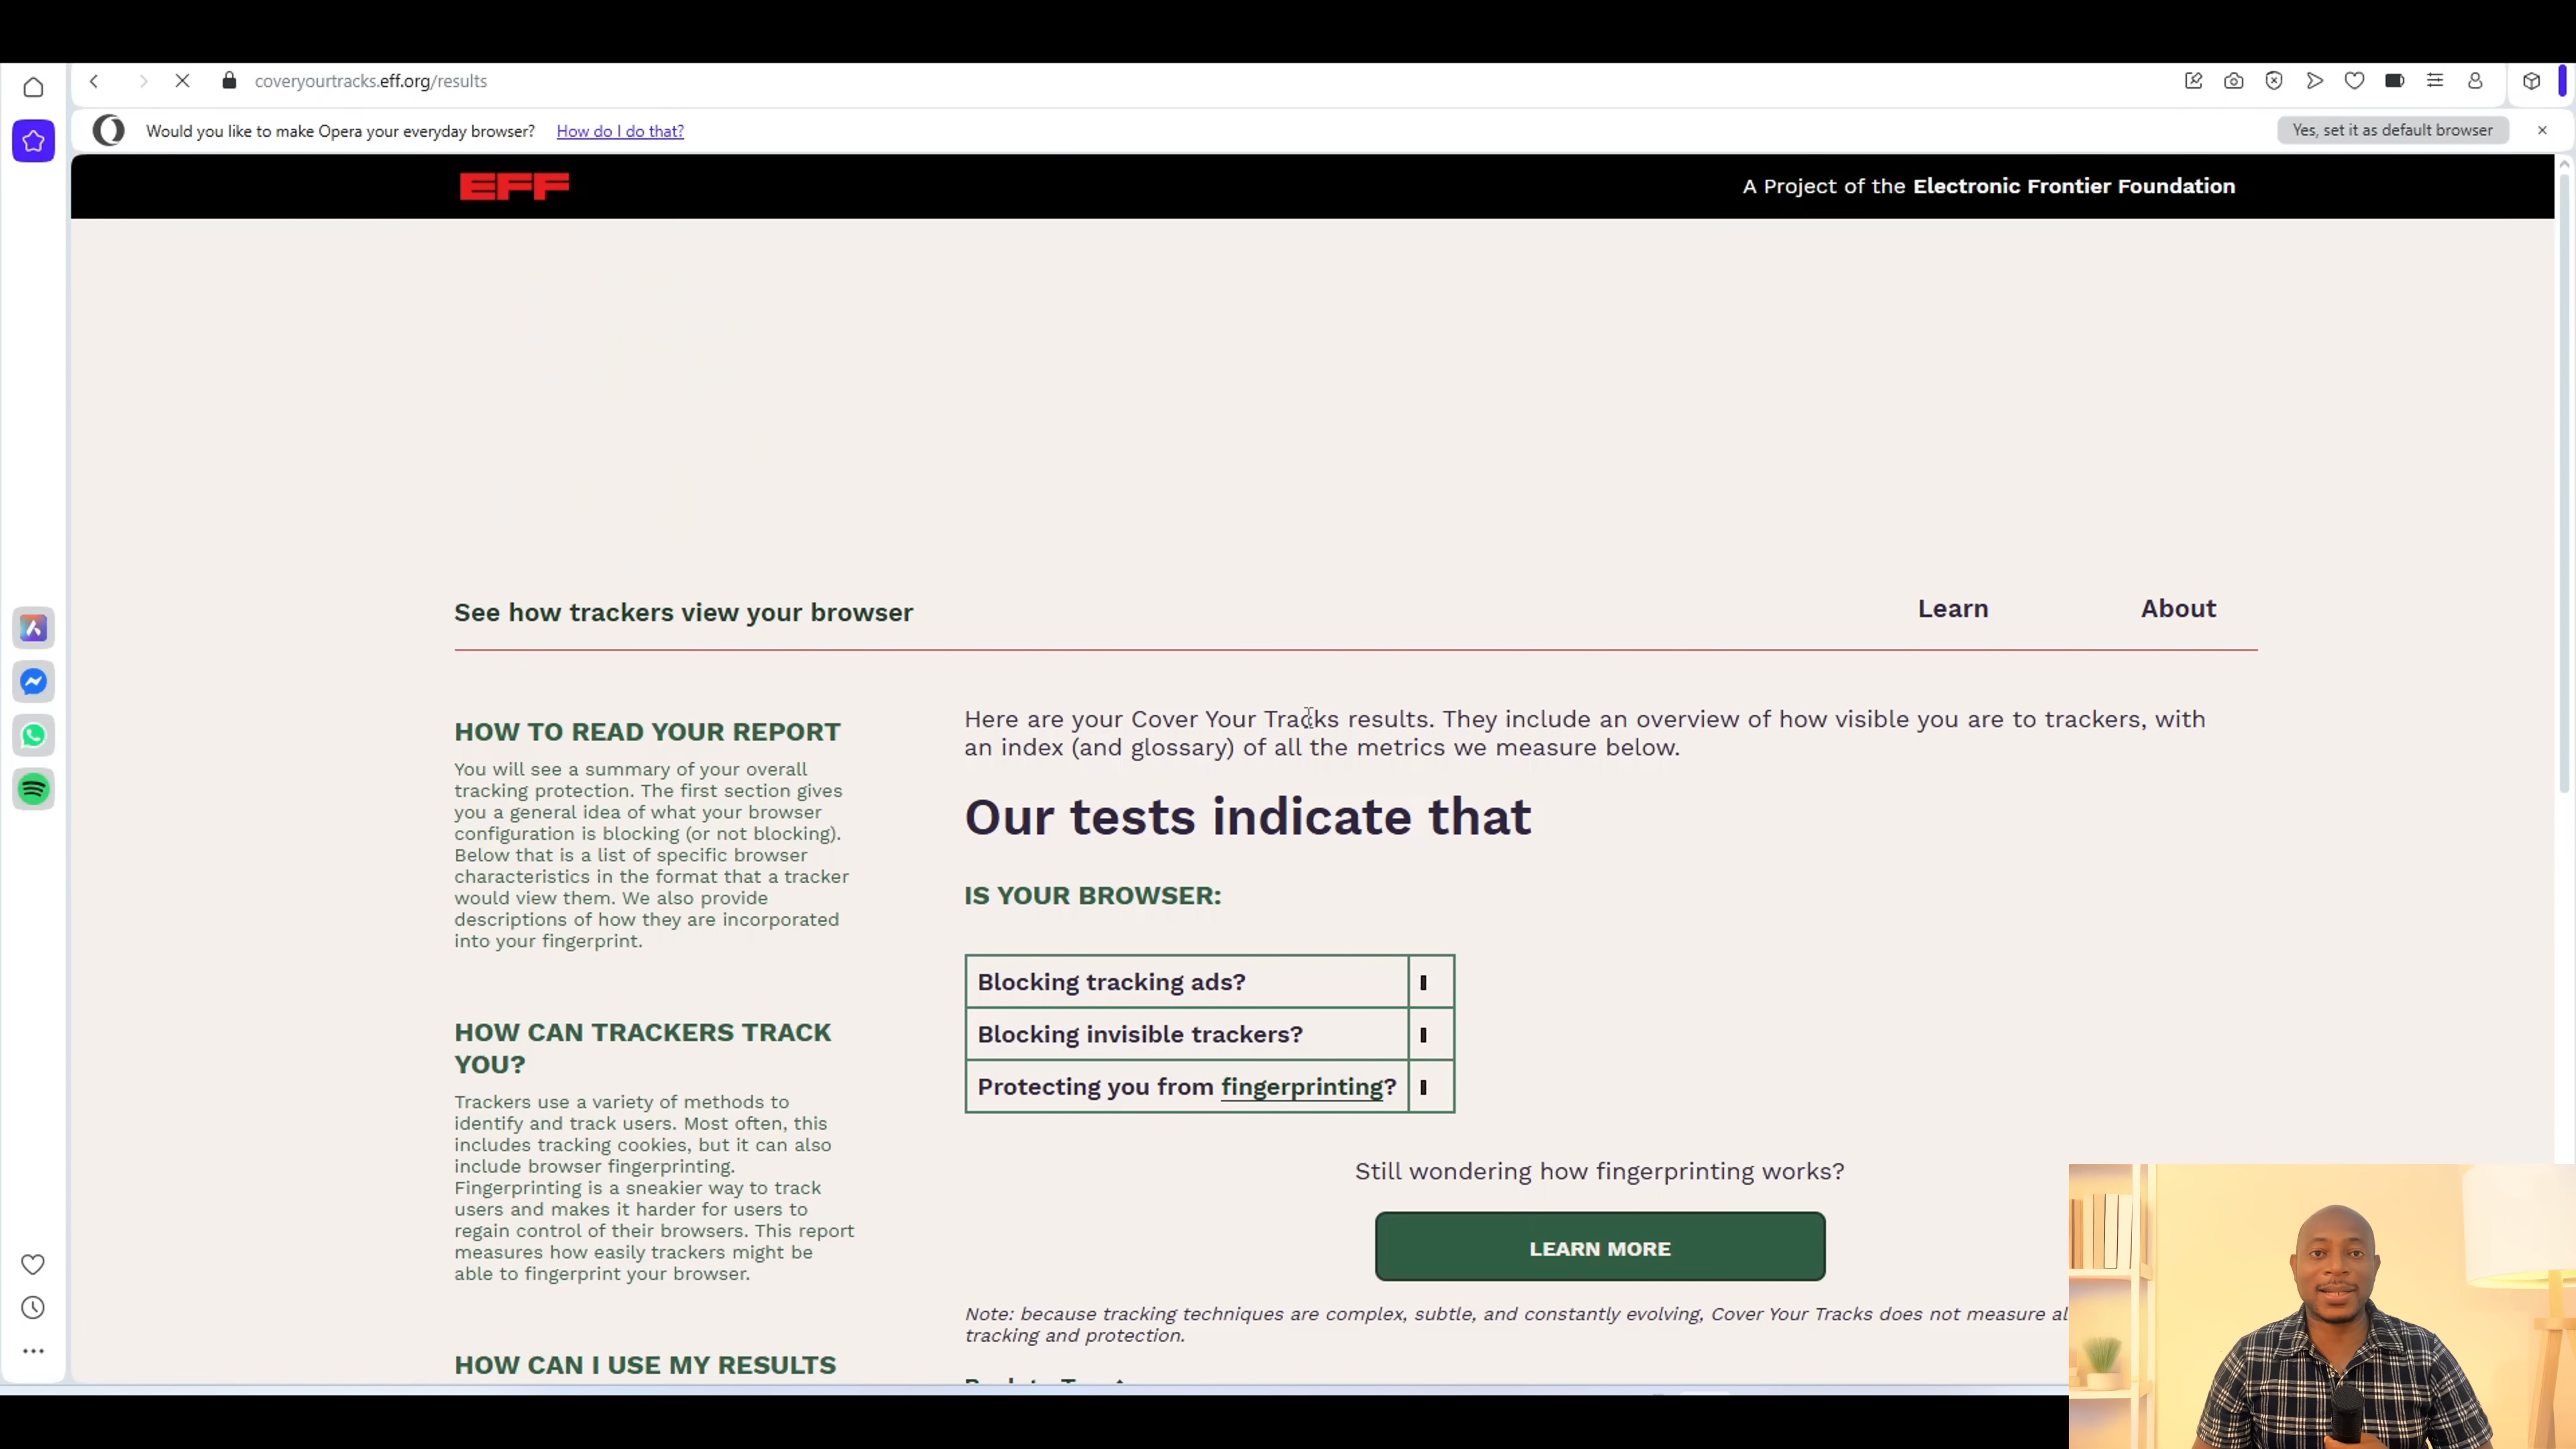 coveryourtracks.eff.org/results
Would you like to make Opera your everyday browser? How do I do that?
Yes, set it as default browser
EFF
A Project of the Electronic Frontier Foundation
See how trackers view your browser
Learn
About
HOW TO READ YOUR REPORT
You will see a summary of your overall
tracking protection. The first section gives
you a general idea of what your browser
configuration is blocking (or not blocking).
Below that is a list of specific browser
characteristics in the format that a tracker
would view them. We also provide
descriptions of how they are incorporated
into your fingerprint.
HOW CAN TRACKERS TRACK
YOU?
Trackers use a variety of methods to
identify and track users. Most often, this
includes tracking cookies, but it can also
include browser fingerprinting.
Fingerprinting is a sneakier way to track
users and makes it harder for users to
regain control of their browsers. This report
measures how easily trackers might be
able to fingerprint your browser.
HOW CAN I USE MY RESULTS
Here are your Cover Your Tracks results. They include an overview of how visible you are to trackers, with
an index (and glossary) of all the metrics we measure below.
Our tests indicate that
IS YOUR BROWSER:
Blocking tracking ads?
Blocking invisible trackers?
Protecting you from fingerprinting?
Still wondering how fingerprinting works?
LEARN MORE
Note: because tracking techniques are complex, subtle, and constantly evolving, Cover Your Tracks does not measure
tracking and protection.